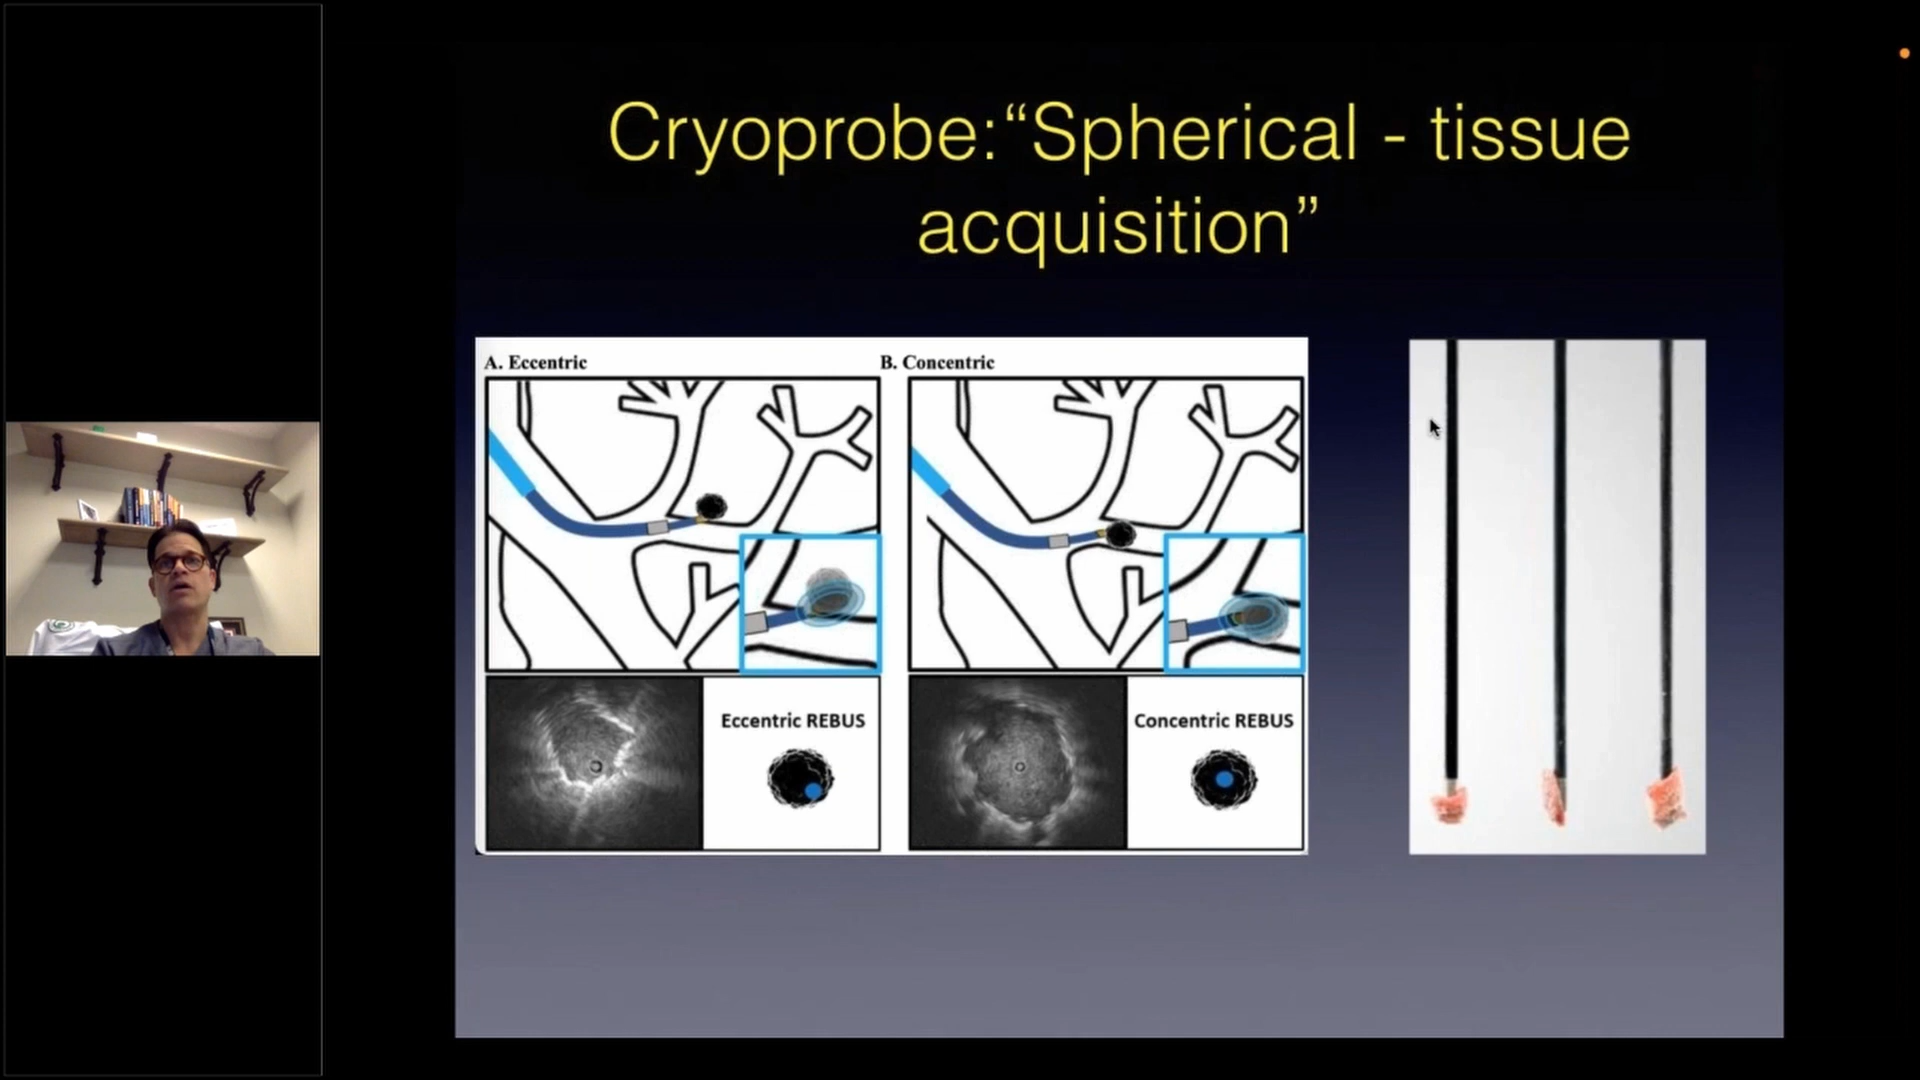 Cryoprobe: “Spherical - tissue
acquisition”
A. Eccentric
B. Concentric
Eccentric REBUS
Concentric REBUS